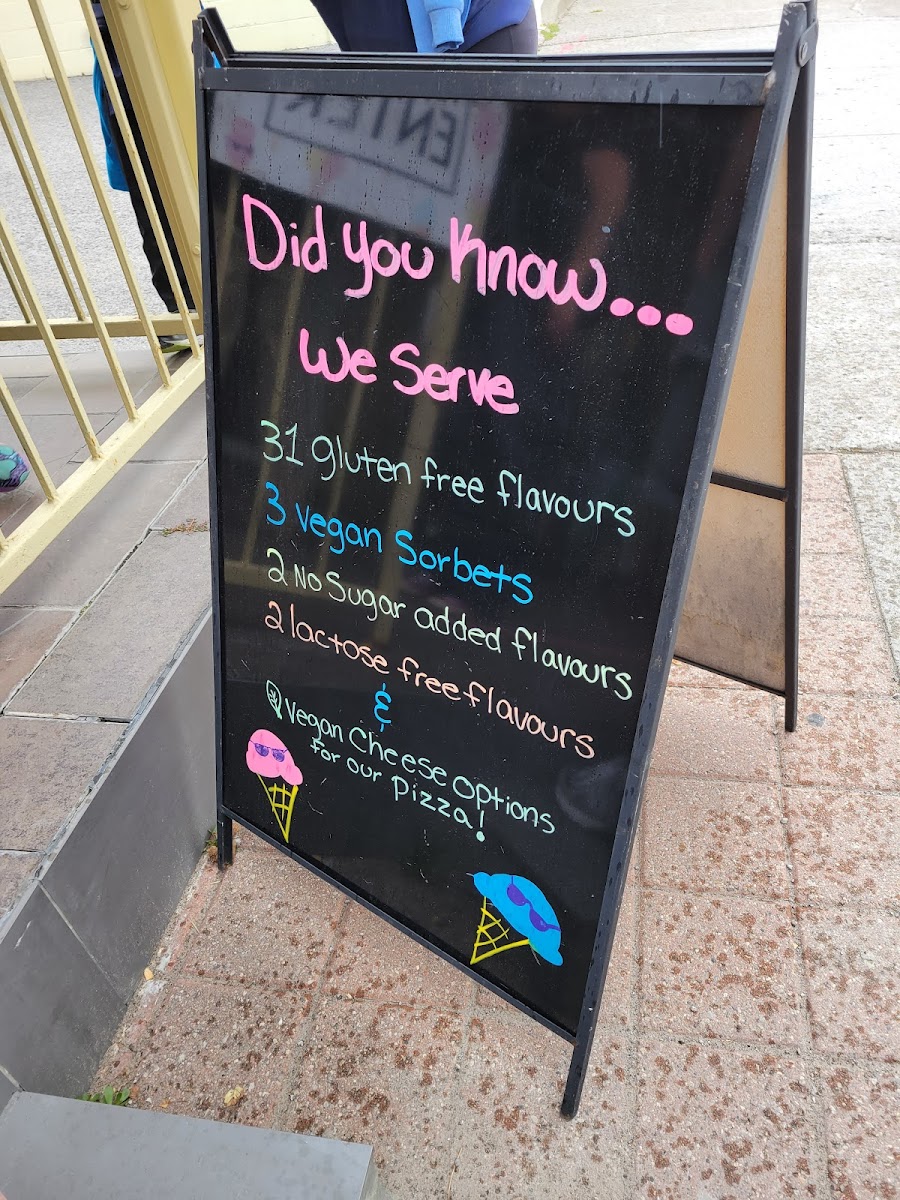 ENTER
Did you Know...
We Serve
31 gluten free flavours
3 vegan Sorbets
2 No Sugar added flavours
2 lactose free flavours
&
Vegan Cheese options
for our Pizza!